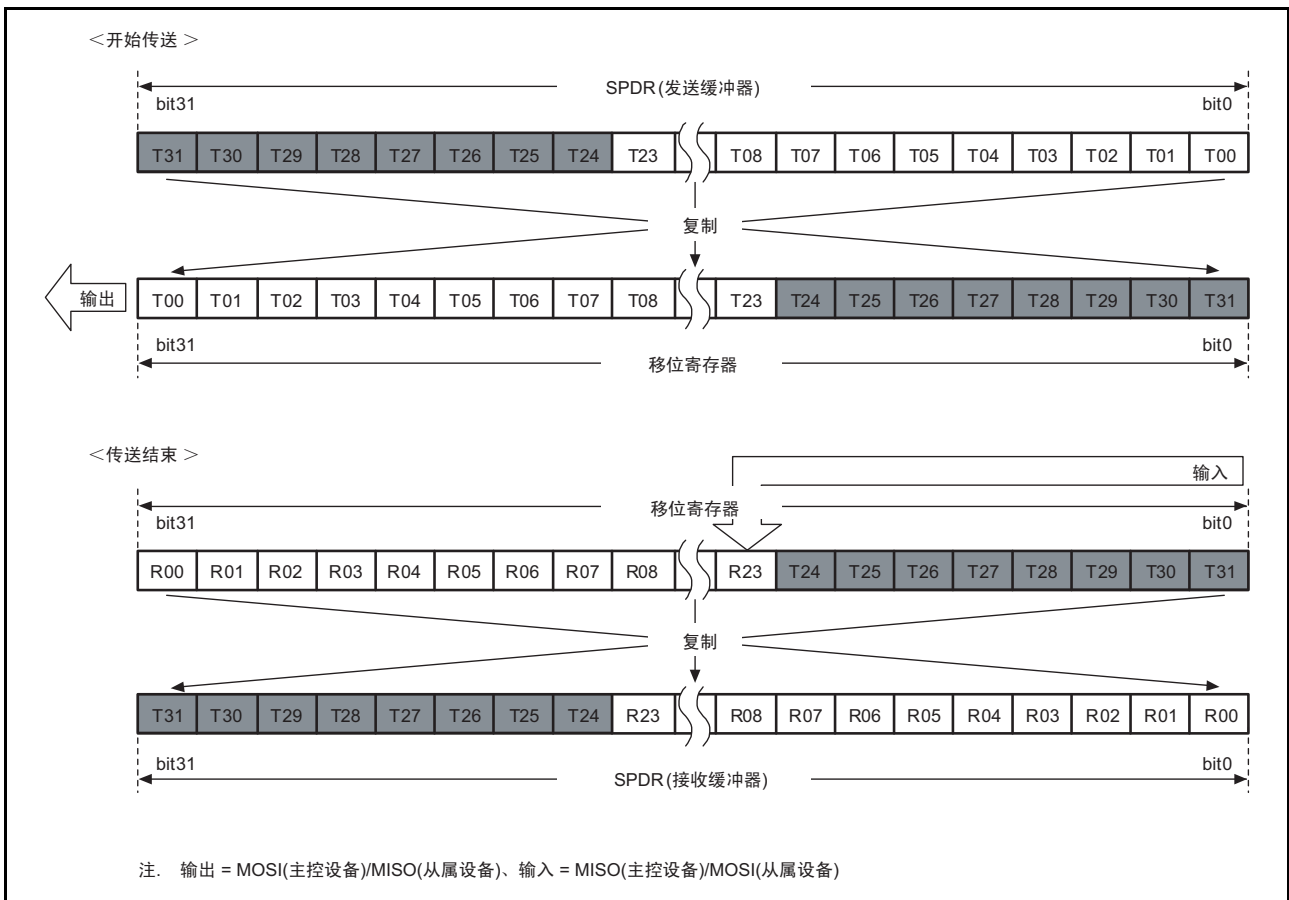 ＜开始传送 ＞
SPDR(发送缓冲器)
bit31 bit0
T31 T30 T29 T28 T27 T26 T25 T24 T23 T08 T07 T06 T05 T04 T03 T02 T01 T00
复制
输出 T00 T01 T02 T03 T04 T05 T06 T07 T08 T23 T24 T25 T26 T27 T28 T29 T30 T31
bit31 bit0
移位寄存器
＜传送结束 ＞
输入
移位寄存器
bit31 bit0
R00 R01 R02 R03 R04 R05 R06 R07 R08 R23 T24 T25 T26 T27 T28 T29 T30 T31
复制
T31 T30 T29 T28 T27 T26 T25 T24 R23 R08 R07 R06 R05 R04 R03 R02 R01 R00
bit31 bit0
SPDR(接收缓冲器)
注. 输出 = MOSI(主控设备)/MISO(从属设备)、输入 = MISO(主控设备)/MOSI(从属设备)